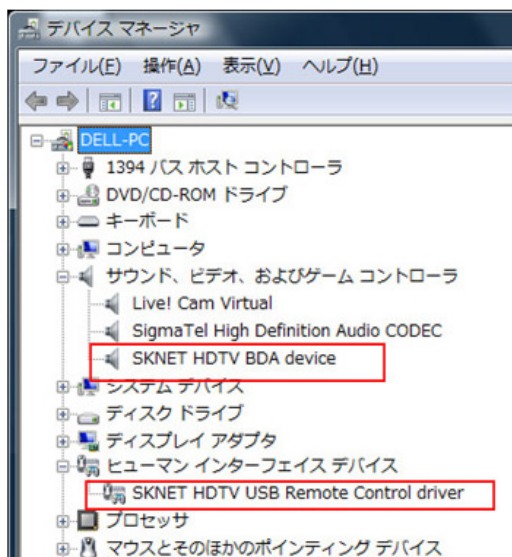 デバイス マネージャ
ファイル(F) 操作(A) 表示(V) ヘルプ(H)
DELL-PC
1394 バス ホスト コントローラ
DVD/CD-ROM ドライブ
キーボード
コンピュータ
サウンド、ビデオ、およびゲーム コントローラ
Live! Cam Virtual
SigmaTel High Definition Audio CODEC
SKNET HDTV BDA device
システム デバイス
ディスク ドライブ
ディスプレイ アダプタ
ヒューマン インターフェイス デバイス
SKNET HDTV USB Remote Control driver
プロセッサ
マウスとそのほかのポインティング デバイス